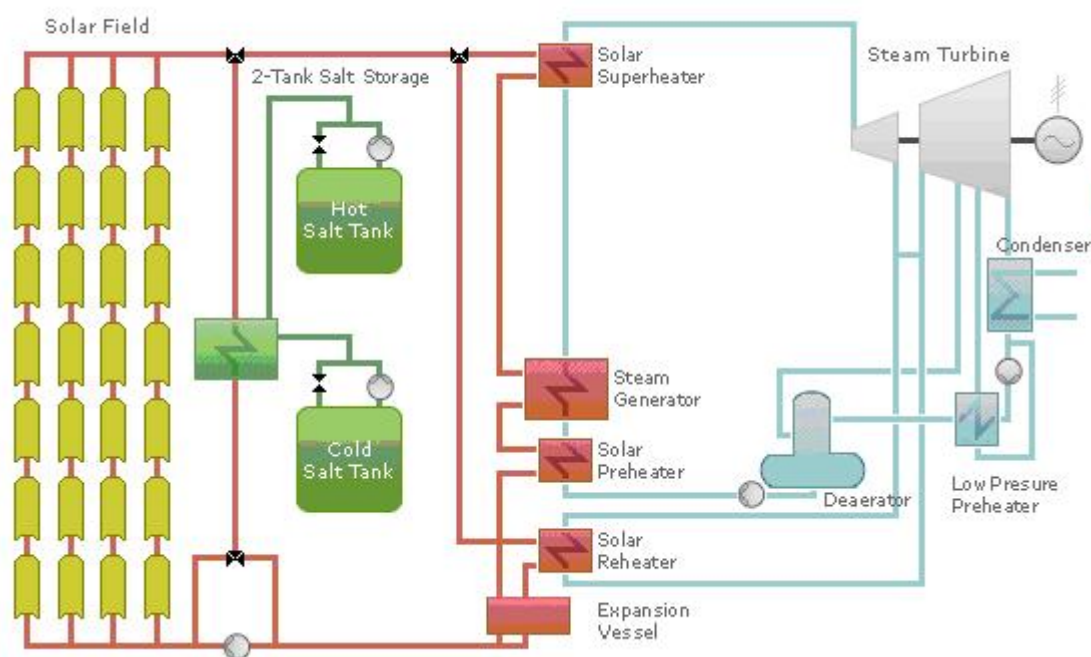 Solar Field
2-Tank Salt Storage
Solar
Superheater
Steam Turbine
Hot
Salt Tank
Condenser
Steam
Generator
Cold
Salt Tank
Solar
Preheater
Deaerator
Low Presure
Preheater
Solar
Reheater
Expansion
Vessel